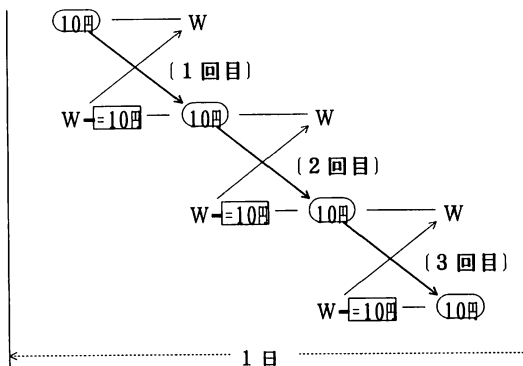 10円 W
(1回目)
W =10円 10円 W
(2回目)
W =10円 10円 W
(3回目)
W =10円 10円
1日